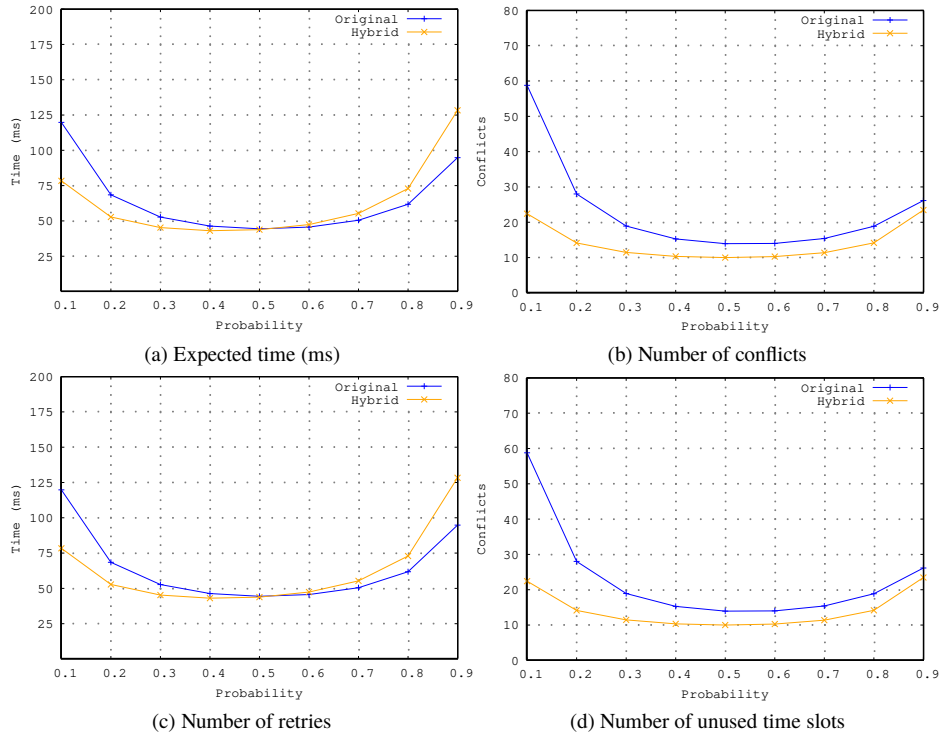 200
175
150
125
100
75
50
25
Time (ms)
Original
Hybrid
0.1 0.2 0.3 0.4 0.5 0.6 0.7 0.8 0.9
Probability
(a) Expected time (ms)
80
70
60
50
40
30
20
10
0
Conflicts
Original
Hybrid
0.1 0.2 0.3 0.4 0.5 0.6 0.7 0.8 0.9
Probability
(b) Number of conflicts
200
175
150
125
100
75
50
25
Time (ms)
Original
Hybrid
0.1 0.2 0.3 0.4 0.5 0.6 0.7 0.8 0.9
Probability
(c) Number of retries
80
70
60
50
40
30
20
10
0
Conflicts
Original
Hybrid
0.1 0.2 0.3 0.4 0.5 0.6 0.7 0.8 0.9
Probability
(d) Number of unused time slots